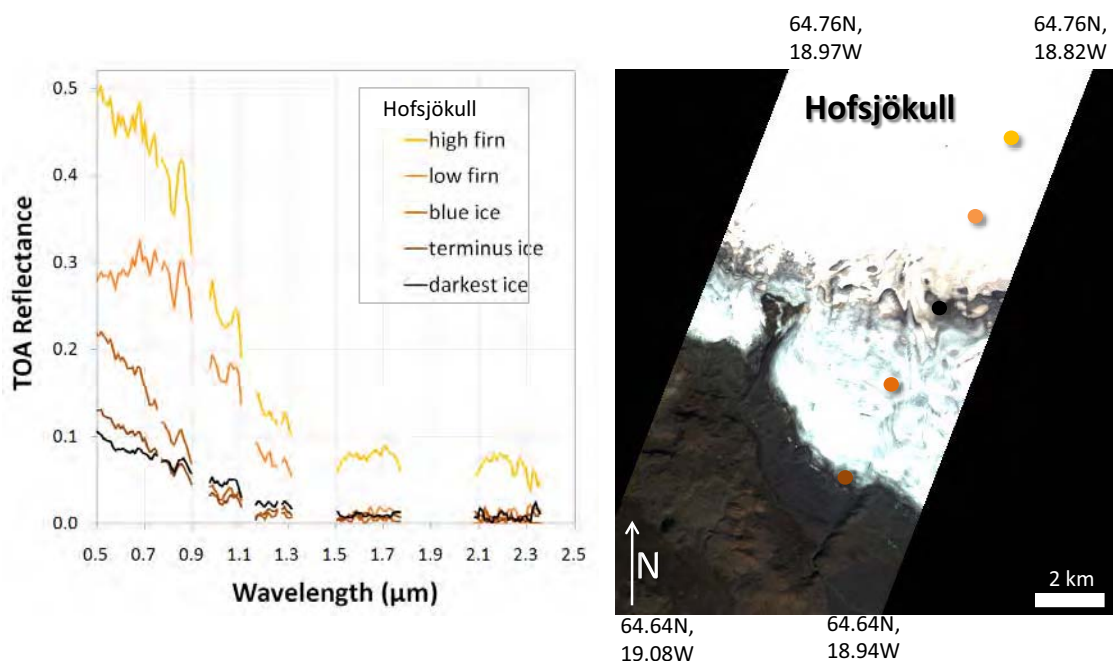 0.5
0.4
0.3
0.2
0.1
0.0
TOA Reflectance
Hofsjökull
high firn
low firn
blue ice
terminus ice
darkest ice
0.5 0.7 0.9 1.1 1.3 1.5 1.7 1.9 2.1 2.3 2.5
Wavelength (µm)
64.76N,
18.97W
64.76N,
18.82W
Hofsjökull
N
2 km
64.64N,
19.08W
64.64N,
18.94W